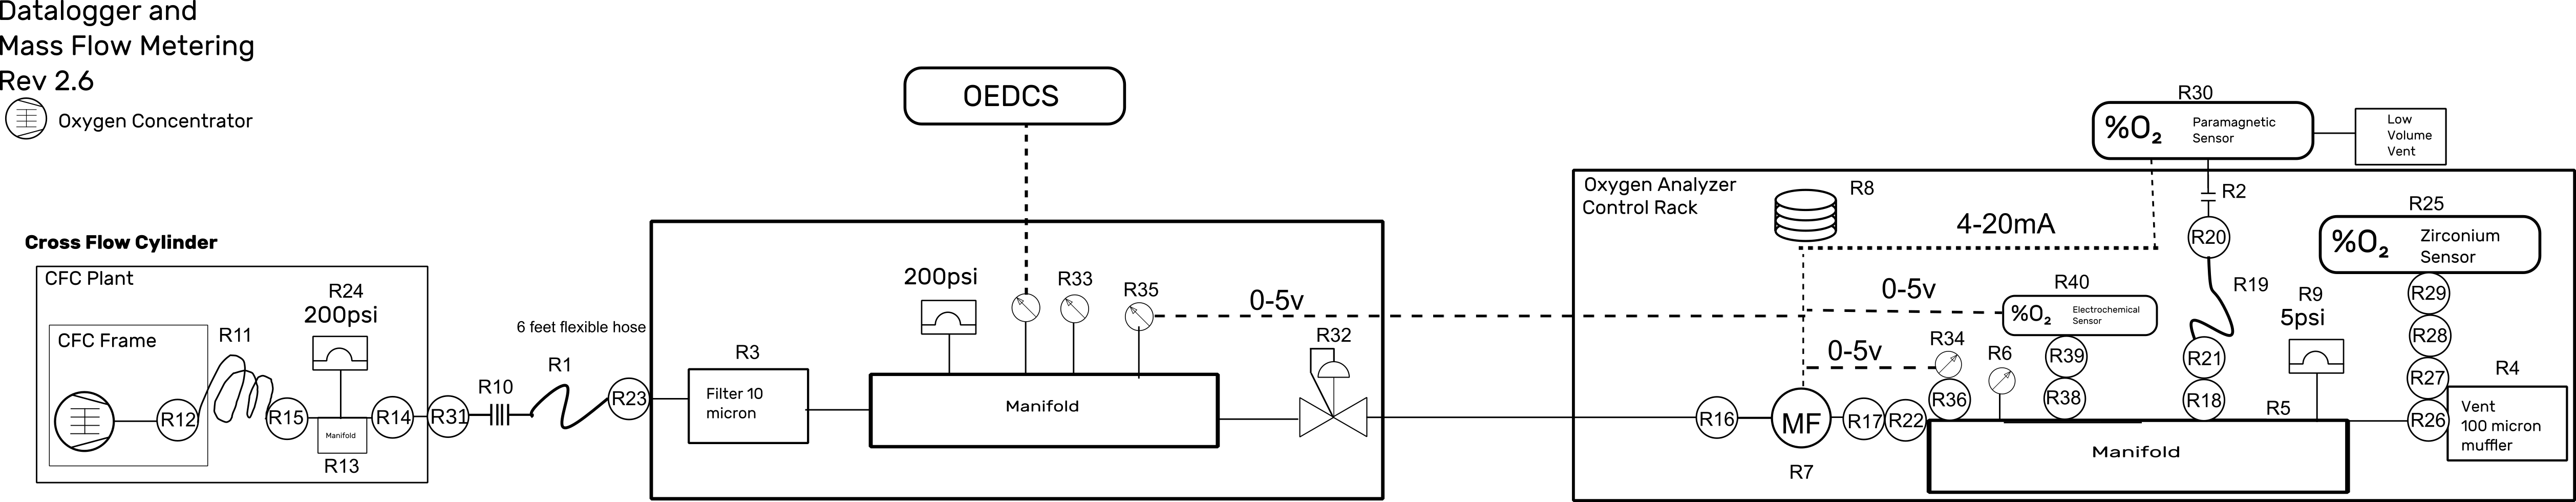 Datalogger and
Mass Flow Metering
Rev 2.6
Oxygen Concentrator
Cross Flow Cylinder
CFC Plant
CFC Frame
R11
R24
200psi
R12
R15
Manifold
R13
R14
R31
R10
6 feet flexible hose
R1
R23
OEDCS
R3
Filter 10
micron
200psi
R33
R35
Manifold
0-5v
R32
Oxygen Analyzer
Control Rack
R8
4-20mA
R30
%O₂
Paramagnetic
Sensor
Low
Volume
Vent
R2
R20
R19
R21
R18
R25
%O₂
Zirconium
Sensor
R29
R28
R27
R26
0-5v
R40
%O₂
Electrochemical
Sensor
R39
R38
0-5v
R34
R36
R6
R9
5psi
R16
MF
R7
R17
R22
R5
Manifold
R4
Vent
100 micron
muffler